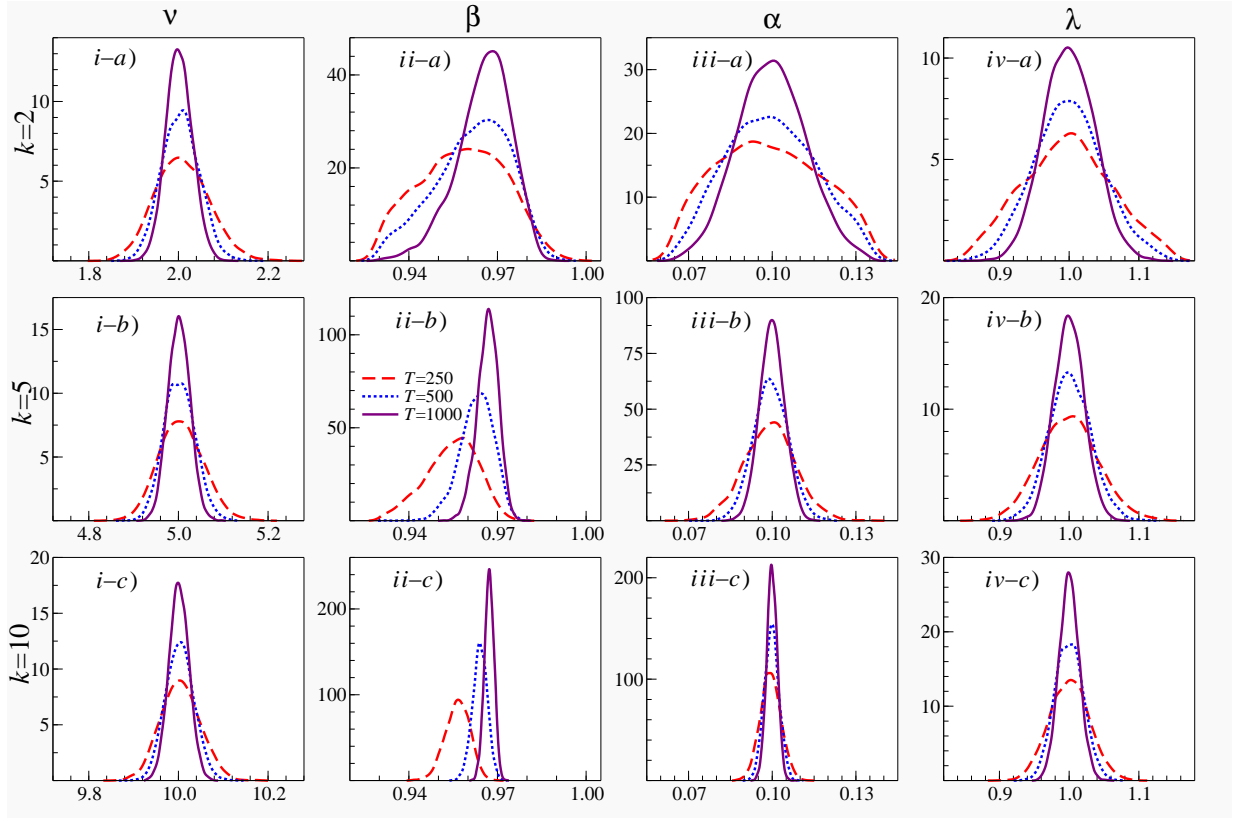 ν β α λ
k=2
i–a) ii–a) iii–a) iv–a)
10 40 30 10
5 20 20 5
10
1.8 2.0 2.2 0.94 0.97 1.00 0.07 0.10 0.13 0.9 1.0 1.1
k=5
i–b) ii–b) iii–b) iv–b)
15 100 100 20
10 50 75 10
5 50
25
T=250
T=500
T=1000
4.8 5.0 5.2 0.94 0.97 1.00 0.07 0.10 0.13 0.9 1.0 1.1
k=10
i–c) ii–c) iii–c) iv–c)
20 200 200 30
15 100 100 20
10 10
5
9.8 10.0 10.2 0.94 0.97 1.00 0.07 0.10 0.13 0.9 1.0 1.1